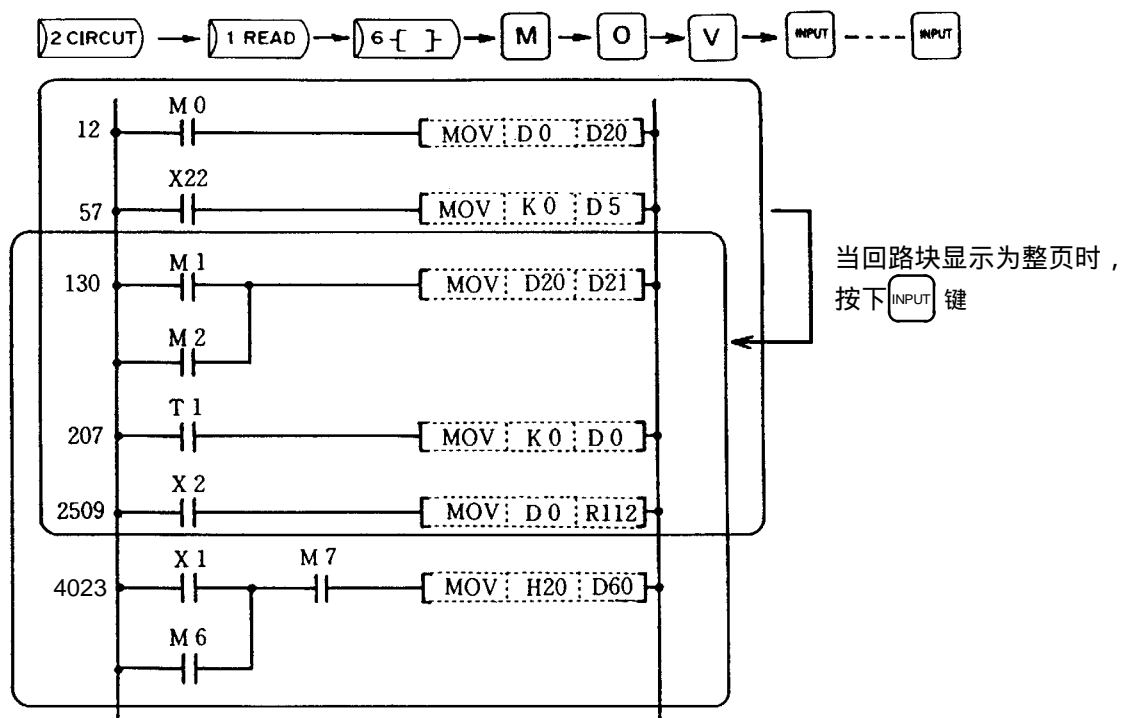 2 CIRCUT 1 READ 6 -[ ]- M O V INPUT INPUT
M 0
12 MOV D 0 D20
X22
57 MOV K 0 D 5
M 1
130 MOV D20 D21
M 2
T 1
207 MOV K 0 D 0
X 2
2509 MOV D 0 R112
X 1 M 7
4023 MOV H20 D60
M 6
当回路块显示为整页时，
按下 INPUT 键